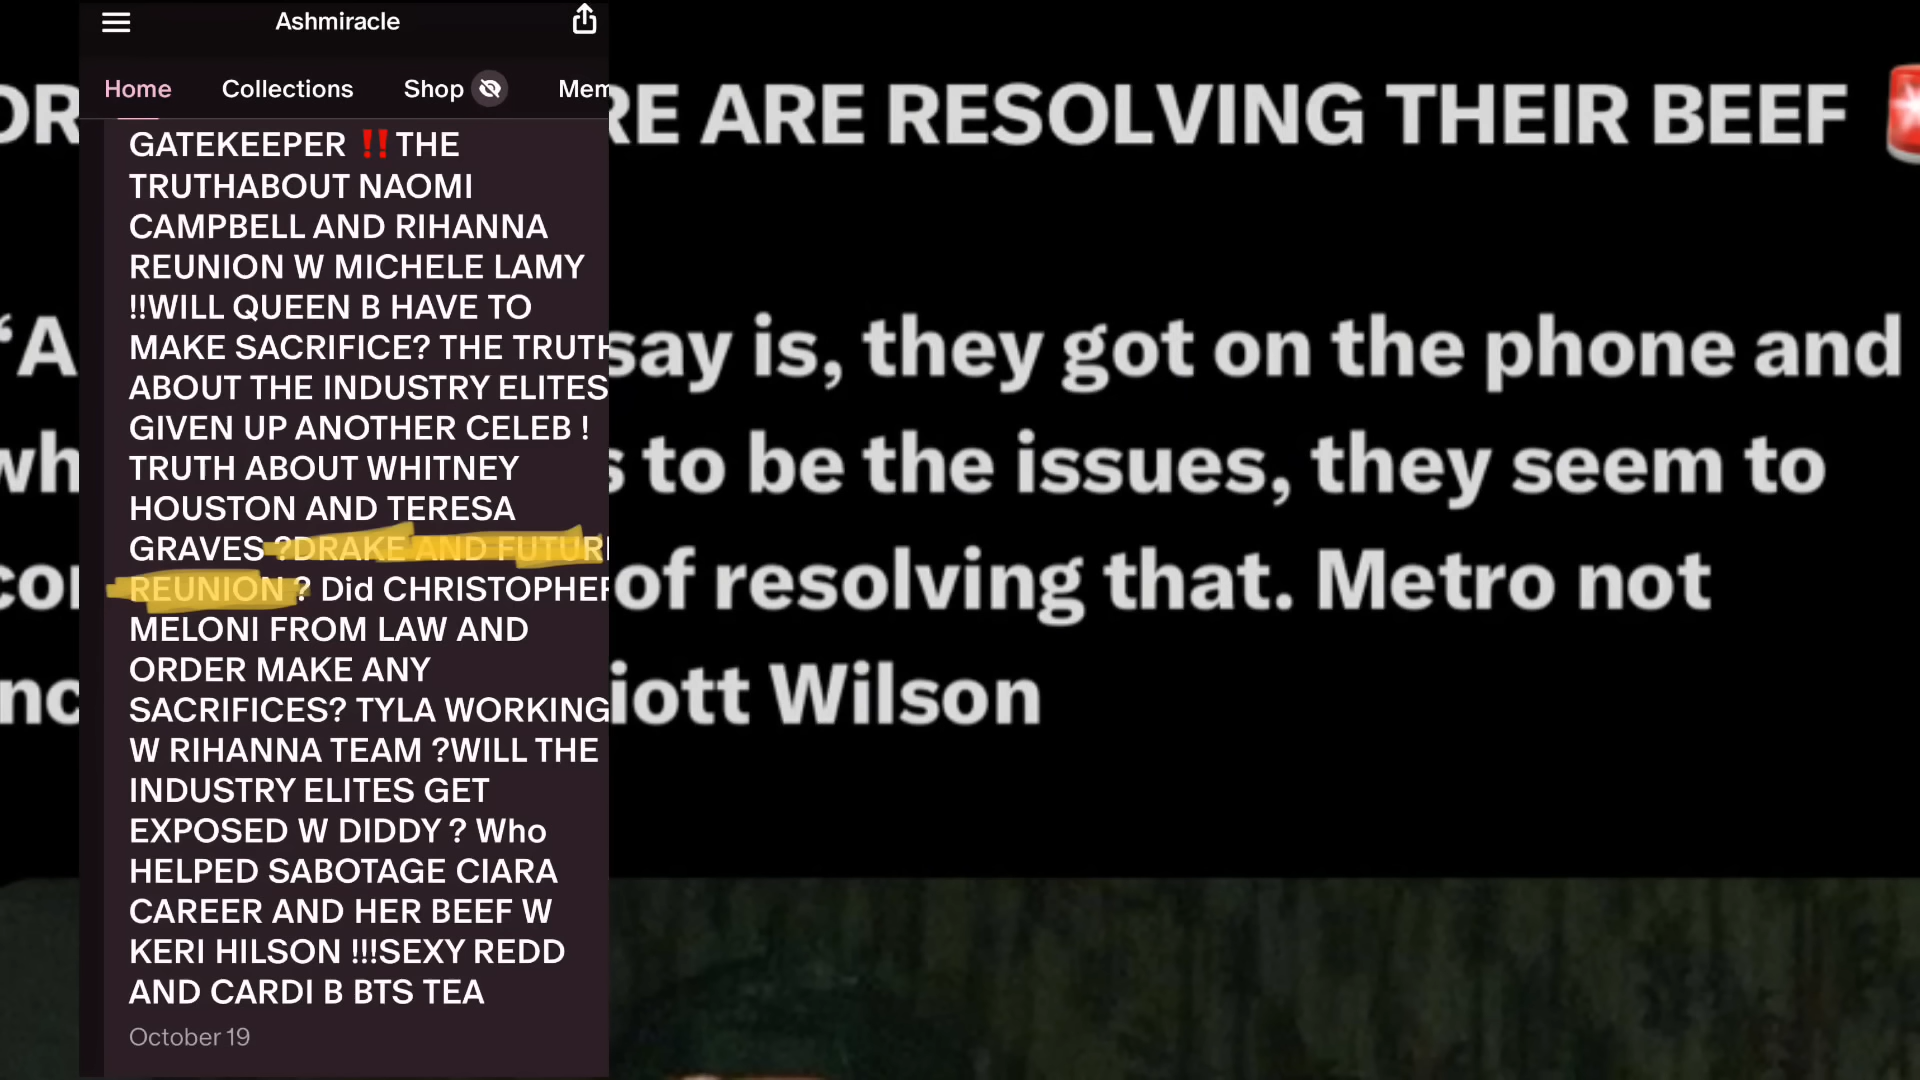 Ashmiracle
Home Collections Shop Mem
GATEKEEPER ‼️THE
TRUTHABOUT NAOMI
CAMPBELL AND RIHANNA
REUNION W MICHELE LAMY
!!WILL QUEEN B HAVE TO
MAKE SACRIFICE? THE TRUTH
ABOUT THE INDUSTRY ELITES
GIVEN UP ANOTHER CELEB !
TRUTH ABOUT WHITNEY
HOUSTON AND TERESA
GRAVES ?DRAKE AND FUTURE
REUNION ? Did CHRISTOPHER
MELONI FROM LAW AND
ORDER MAKE ANY
SACRIFICES? TYLA WORKING
W RIHANNA TEAM ?WILL THE
INDUSTRY ELITES GET
EXPOSED W DIDDY ? Who
HELPED SABOTAGE CIARA
CAREER AND HER BEEF W
KERI HILSON !!!SEXY REDD
AND CARDI B BTS TEA
October 19
RE ARE RESOLVING THEIR BEEF 🚨
“A say is, they got on the phone and
wh s to be the issues, they seem to
of resolving that. Metro not
iott Wilson